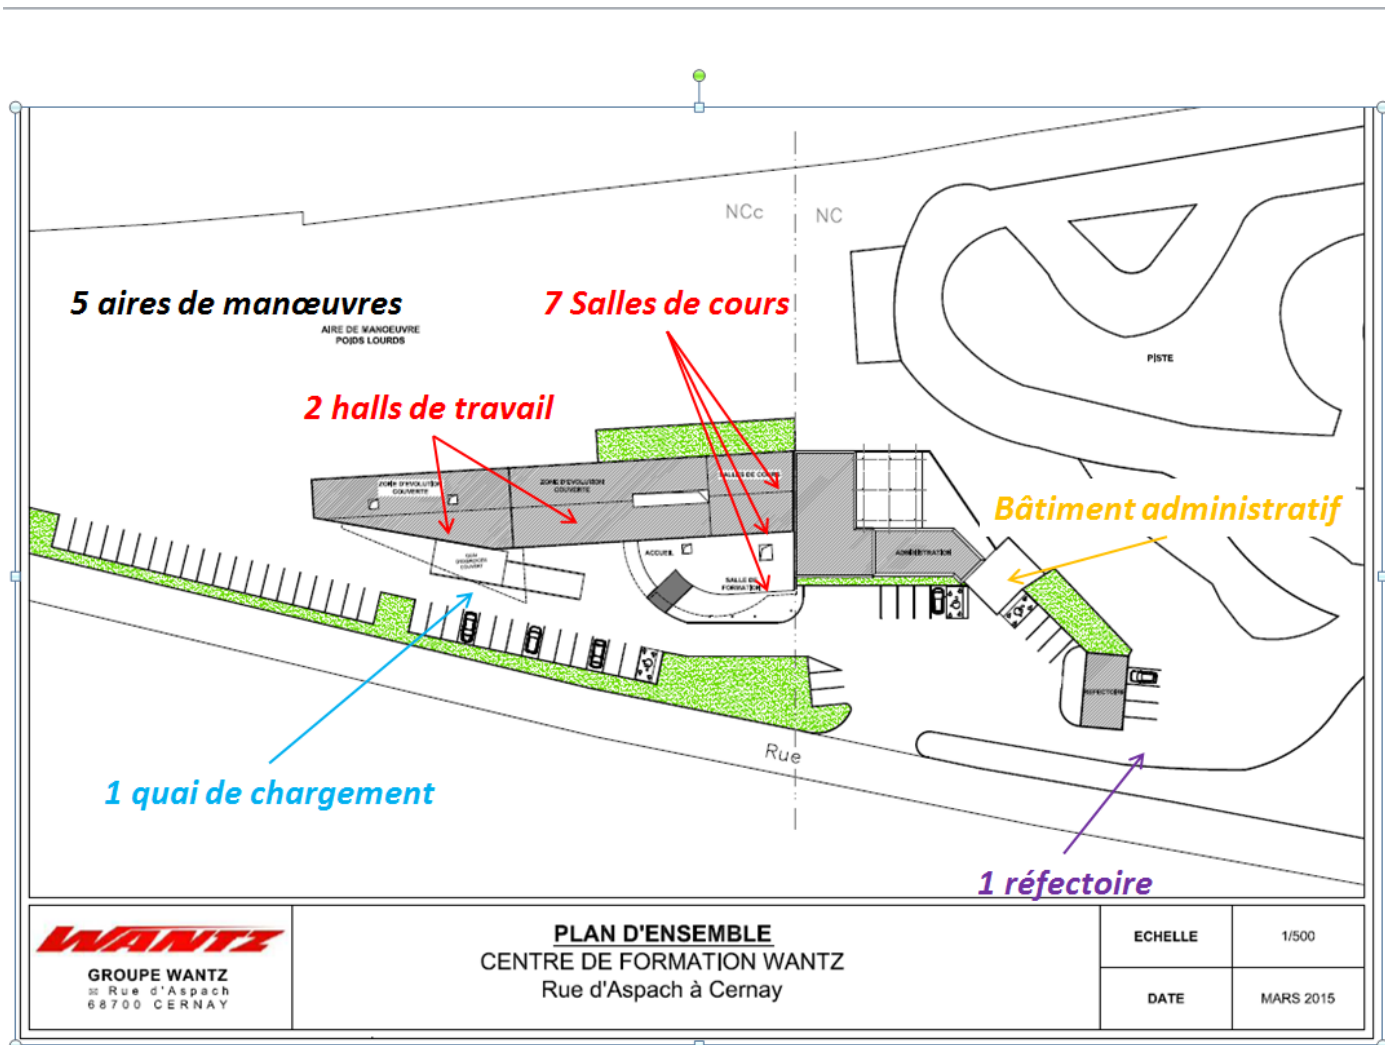 NCc
NC
5 aires de manœuvres
AIRE DE MANOEUVRE
POIDS LOURDS
7 Salles de cours
PISTE
2 halls de travail
ZONE D'EVOLUTION
COUVERTE
ZONE D'EVOLUTION
COUVERTE
SALLES DE COURS
Bâtiment administratif
ACCUEIL
ADMINISTRATION
SALLE DE
FORMATION
REFECTOIRE
Rue
1 quai de chargement
1 réfectoire
WANTZ
GROUPE WANTZ
Rue d'Aspach
68700 CERNAY
PLAN D'ENSEMBLE
CENTRE DE FORMATION WANTZ
Rue d'Aspach à Cernay
ECHELLE
1/500
DATE
MARS 2015